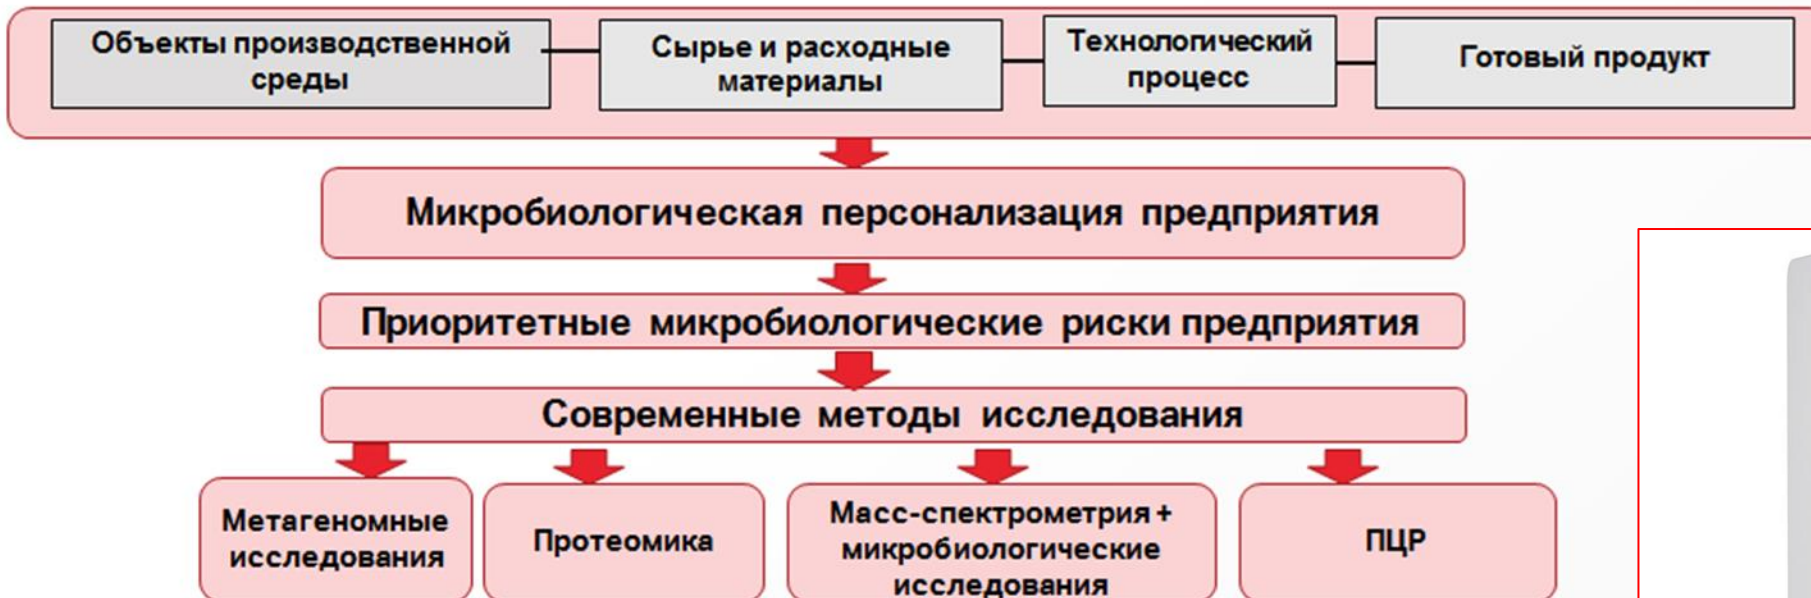 Объекты производственной
среды
Сырье и расходные
материалы
Технологический
процесс
Готовый продукт
Микробиологическая персонализация предприятия
Приоритетные микробиологические риски предприятия
Современные методы исследования
Метагеномные
исследования
Протеомика
Масс-спектрометрия +
микробиологические
исследования
ПЦР